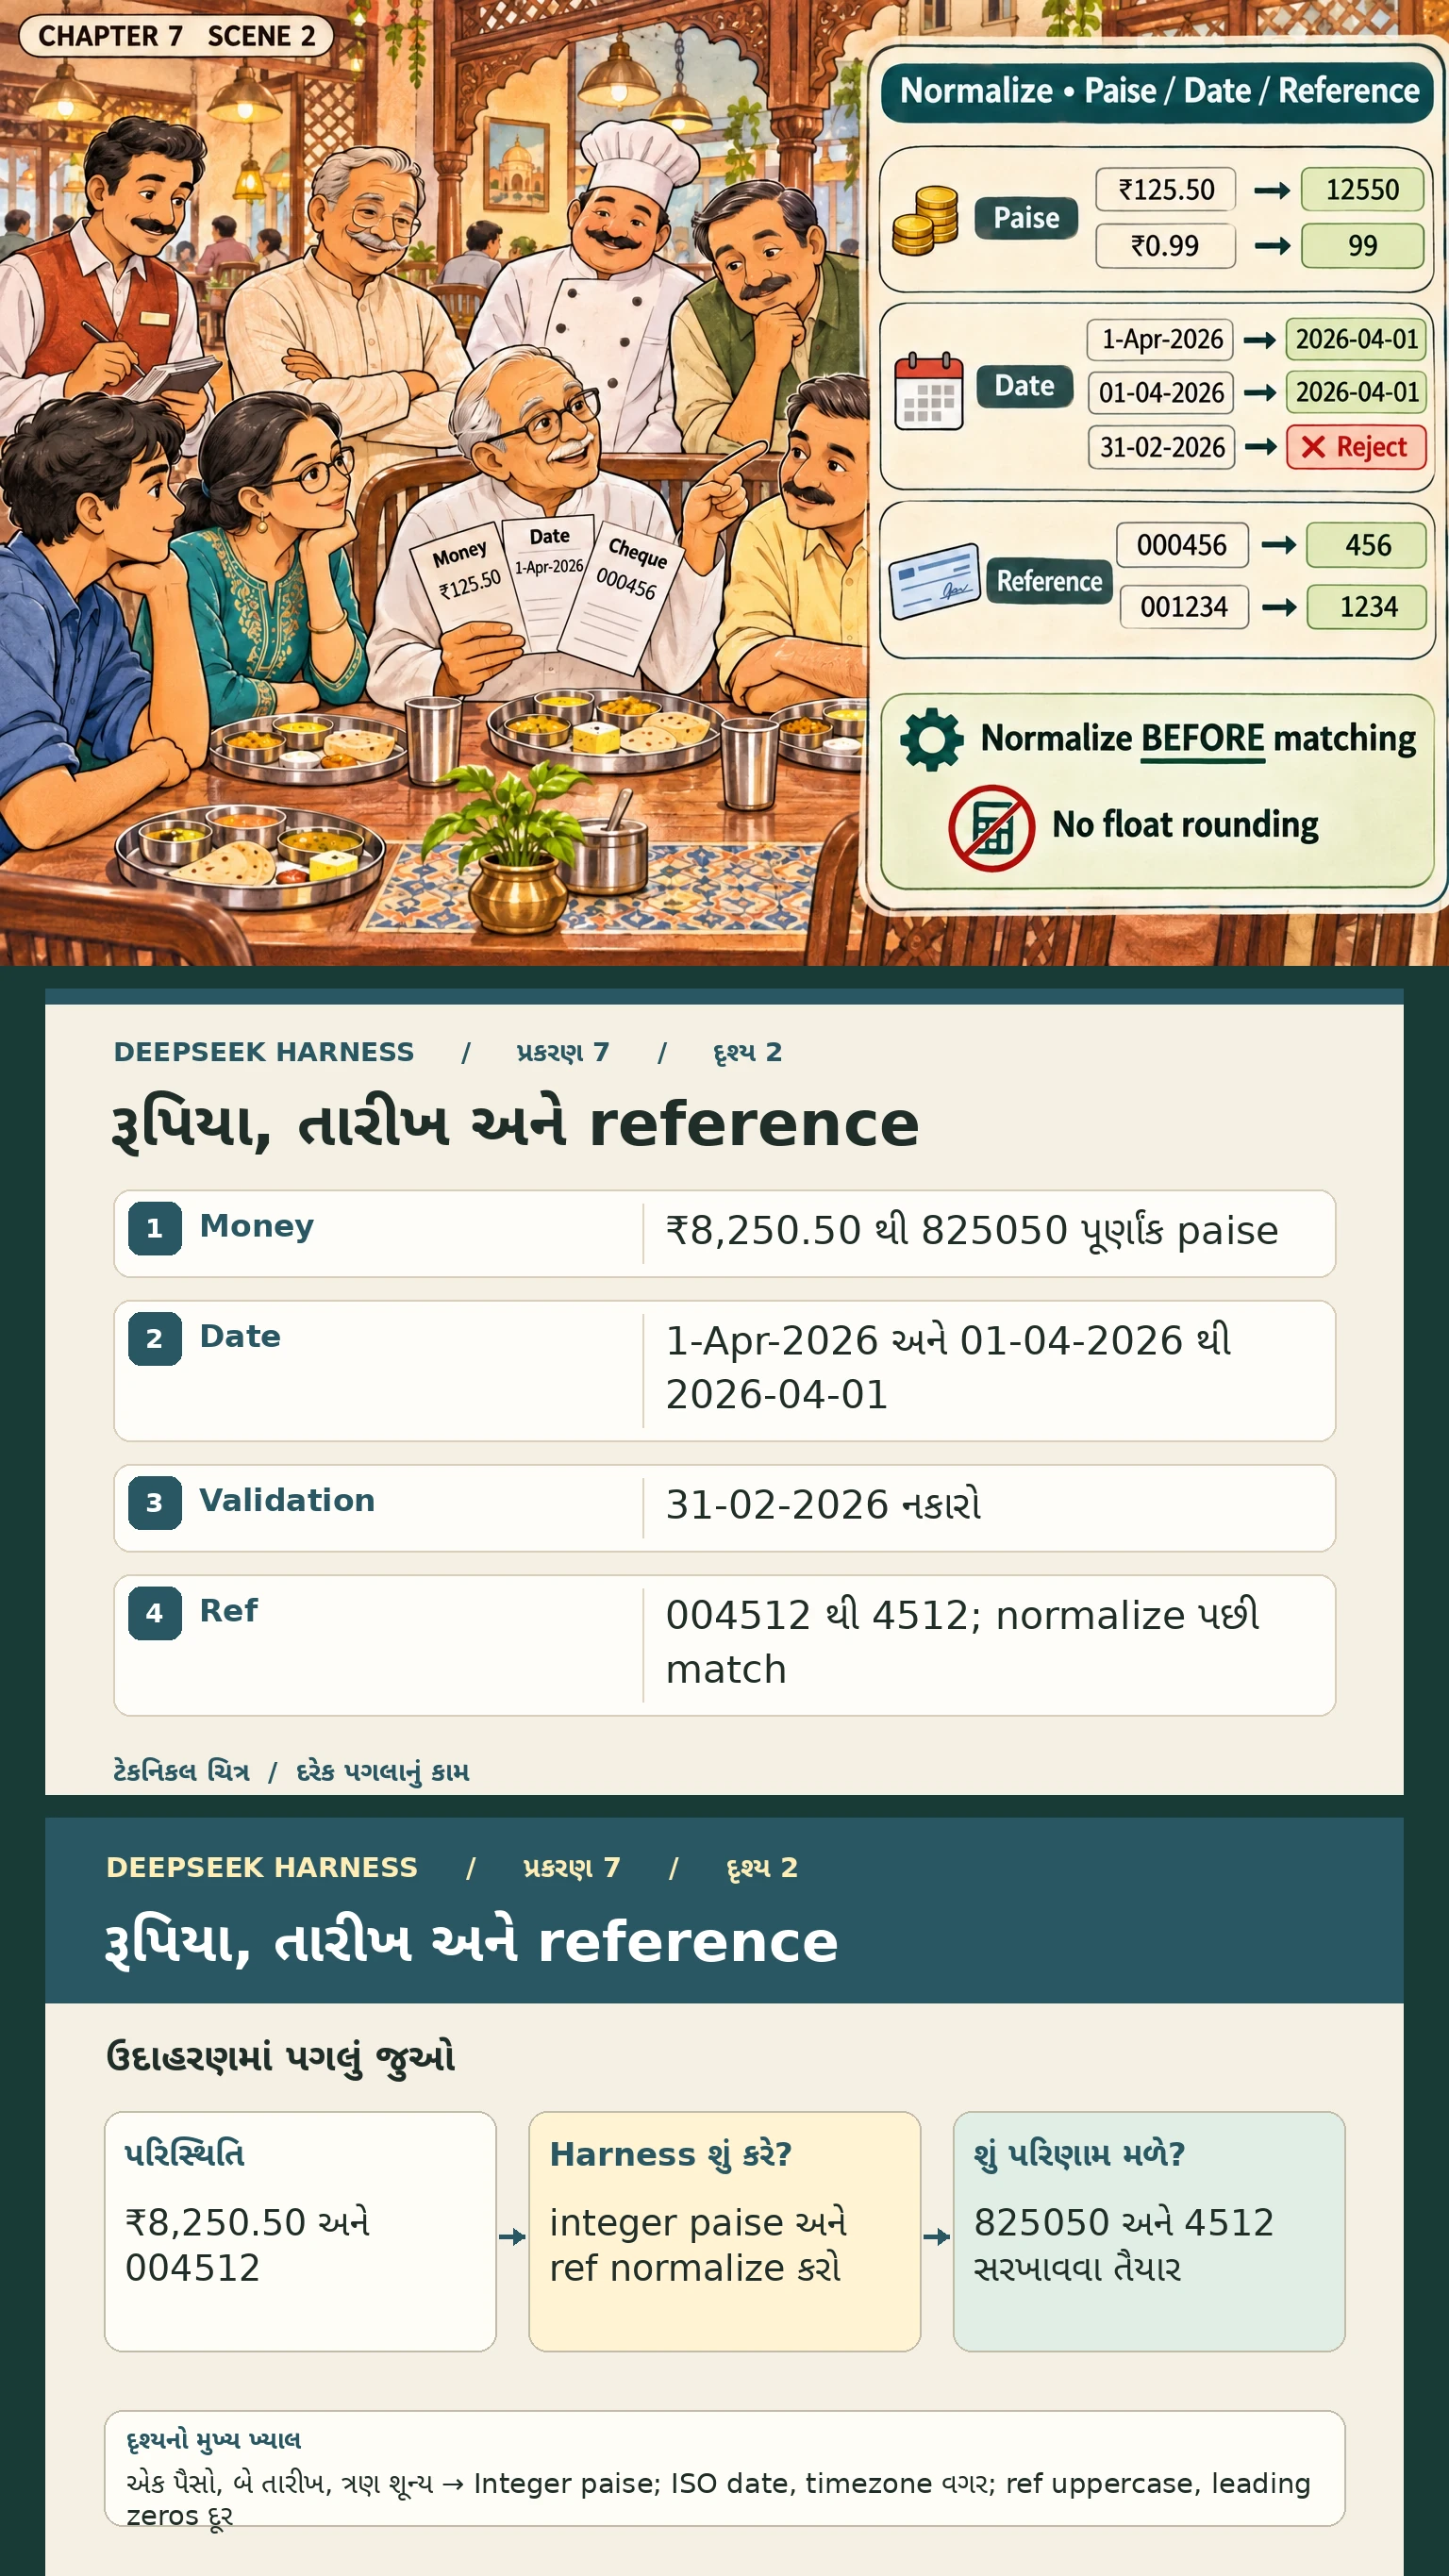 CHAPTER 7 SCENE 2
Normalize • Paise / Date / Reference
Paise
₹125.50 → 12550
₹0.99 → 99
Date
1-Apr-2026 → 2026-04-01
01-04-2026 → 2026-04-01
31-02-2026 → ✕ Reject
Reference
000456 → 456
001234 → 1234
Normalize BEFORE matching
No float rounding
Money
₹125.50
Date
1-Apr-2026
Cheque
000456
DEEPSEEK HARNESS / પ્રકરણ 7 / દૃશ્ય 2
રૂપિયા, તારીખ અને reference
1 Money
₹8,250.50 થી 825050 પૂર્ણાંક paise
2 Date
1-Apr-2026 અને 01-04-2026 થી
2026-04-01
3 Validation
31-02-2026 નકારો
4 Ref
004512 થી 4512; normalize પછી
match
ટેકનિકલ ચિત્ર / દરેક પગલાનું કામ
DEEPSEEK HARNESS / પ્રકરણ 7 / દૃશ્ય 2
રૂપિયા, તારીખ અને reference
ઉદાહરણમાં પગલું જુઓ
પરિસ્થિતિ
₹8,250.50 અને
004512
Harness શું કરે?
integer paise અને
ref normalize કરો
શું પરિણામ મળે?
825050 અને 4512
સરખાવવા તૈયાર
દૃશ્યનો મુખ્ય ખ્યાલ
એક પૈસો, બે તારીખ, ત્રણ શૂન્ય → Integer paise; ISO date, timezone વગર; ref uppercase, leading
zeros દૂર